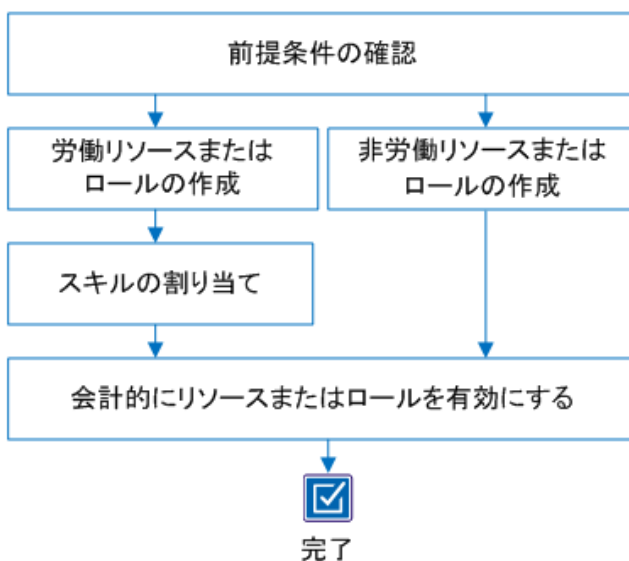 前提条件の確認
労働リソースまたは
ロールの作成
非労働リソースまたは
ロールの作成
スキルの割り当て
会計的にリソースまたはロールを有効にする
完了